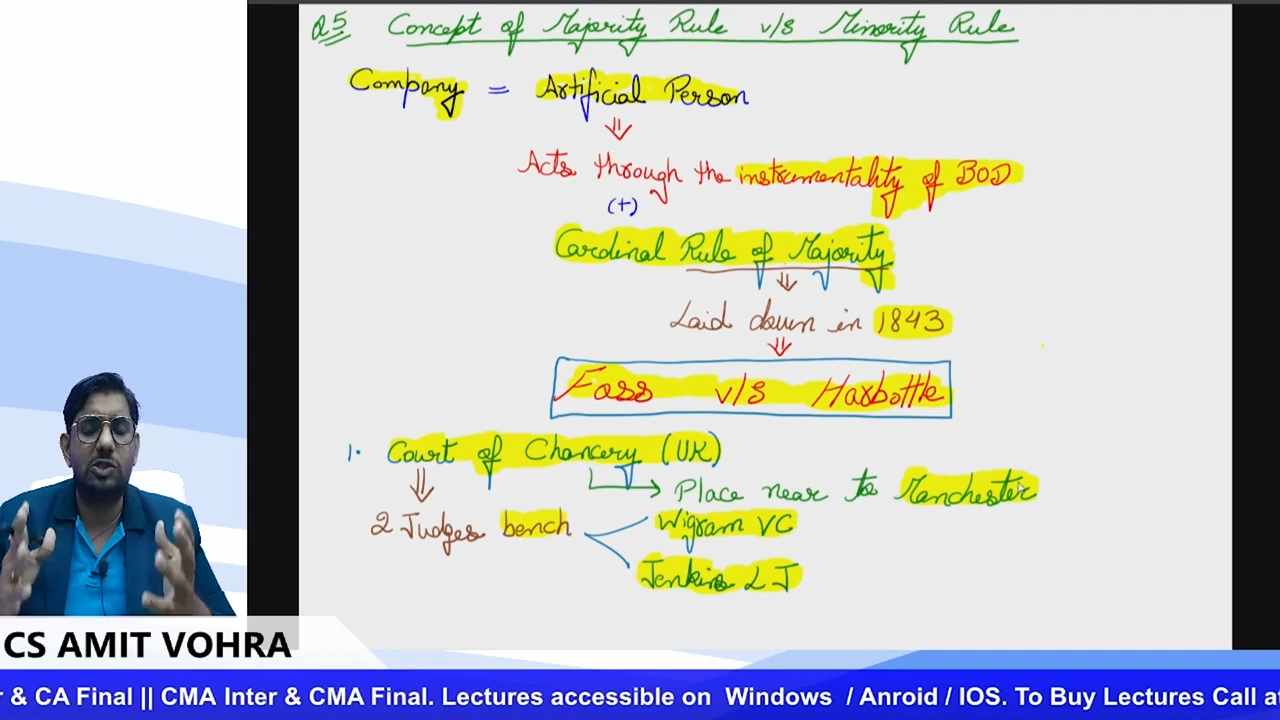 Q5 Concept of Majority Rule v/s Minority Rule
Company = Artificial Person
Acts through the instrumentality of BOD
(+)
Cardinal Rule of Majority
Laid down in 1843
Foss v/s Harbottle
1. Court of Chancery (UK)
Place near to Manchester
2 Judges bench
Wigram VC
Jenkins LJ
CS AMIT VOHRA
r & CA Final || CMA Inter & CMA Final. Lectures accessible on Windows / Anroid / IOS. To Buy Lectures Call a